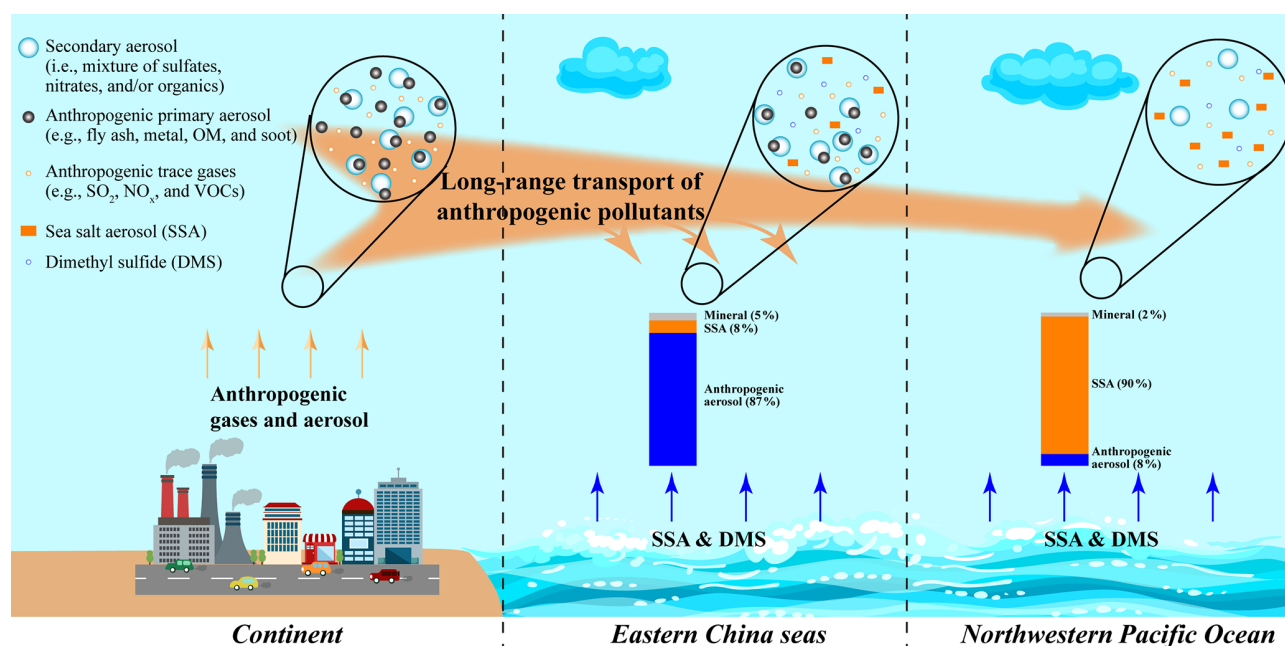 Secondary aerosol
(i.e., mixture of sulfates,
nitrates, and/or organics)
Anthropogenic primary aerosol
(e.g., fly ash, metal, OM, and soot)
Anthropogenic trace gases
(e.g., SO₂, NOₓ, and VOCs)
Sea salt aerosol (SSA)
Dimethyl sulfide (DMS)
Long-range transport of
anthropogenic pollutants
Anthropogenic
gases and aerosol
Mineral (5%)
SSA (8%)
Anthropogenic
aerosol (87%)
SSA & DMS
Mineral (2%)
SSA (90%)
Anthropogenic
aerosol (8%)
SSA & DMS
Continent
Eastern China seas
Northwestern Pacific Ocean